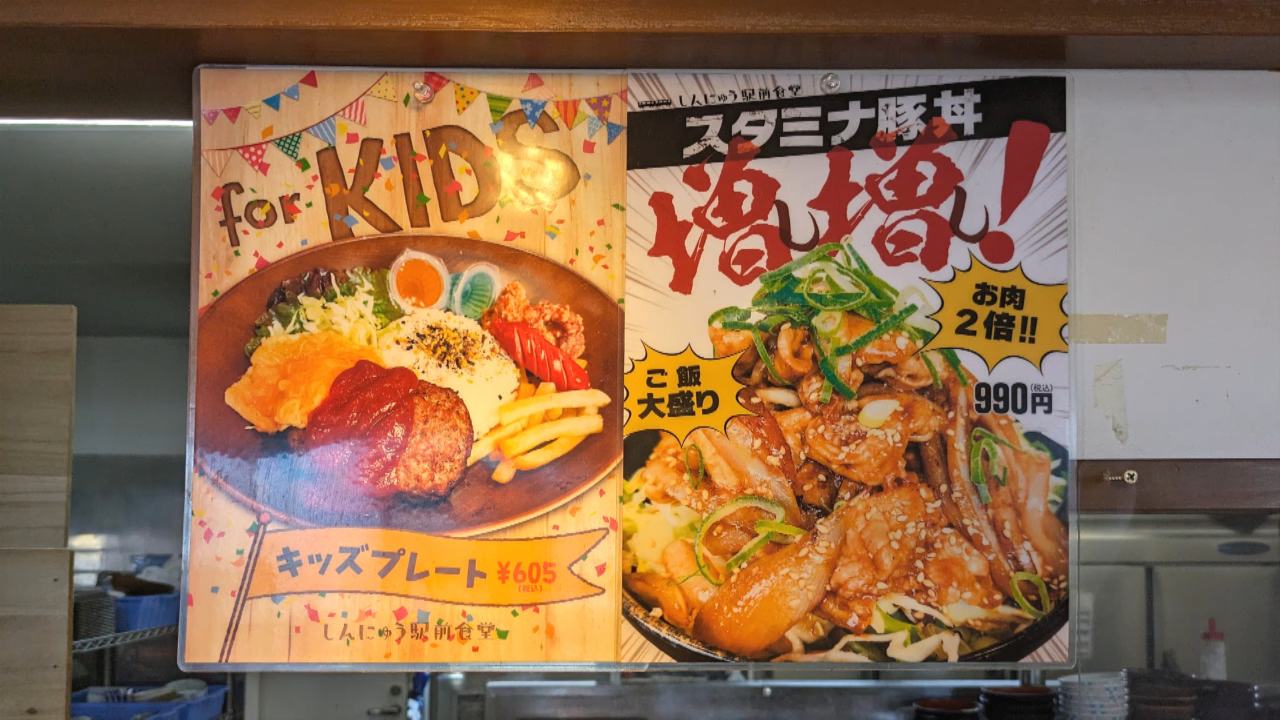 for KIDS
キッズプレート ¥605
(税込)
しんにゅう駅前食堂
しんにゅう駅前食堂
スタミナ豚丼
増し増し!
お肉
2倍!!
ご飯
大盛り
990円
(税込)